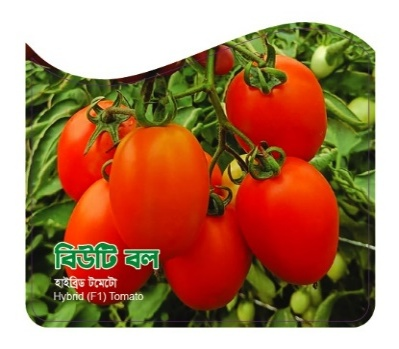 বিউটি বল
হাইব্রিড টমেটো
Hybrid (F1) Tomato